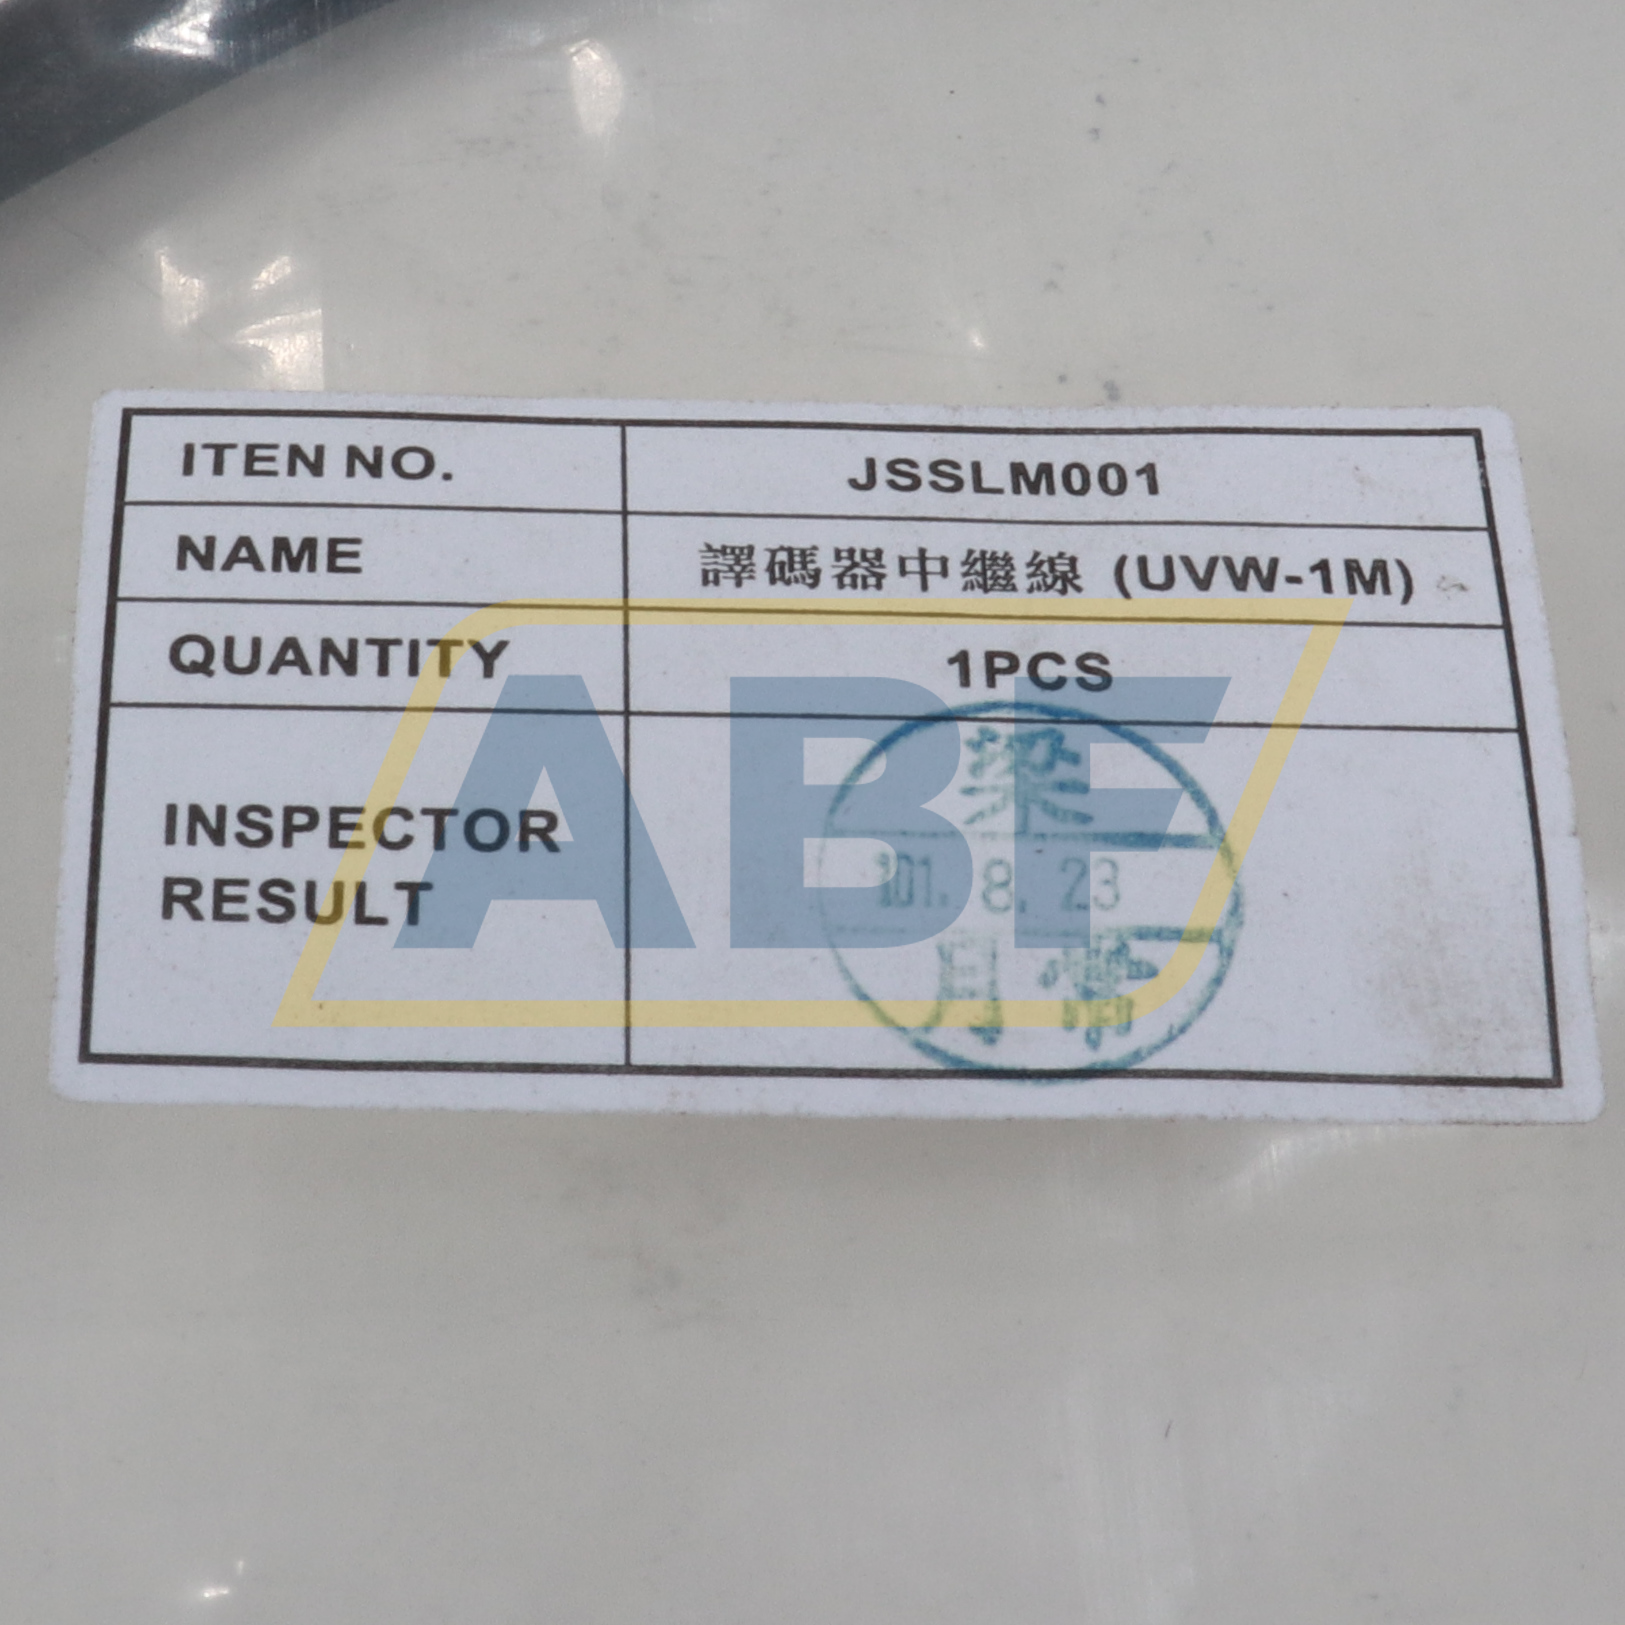 ITEN NO. JSSLM001
NAME 譯碼器中繼線 (UVW-1M)
QUANTITY 1PCS
INSPECTOR
RESULT
梁
101. 8. 23
ABF